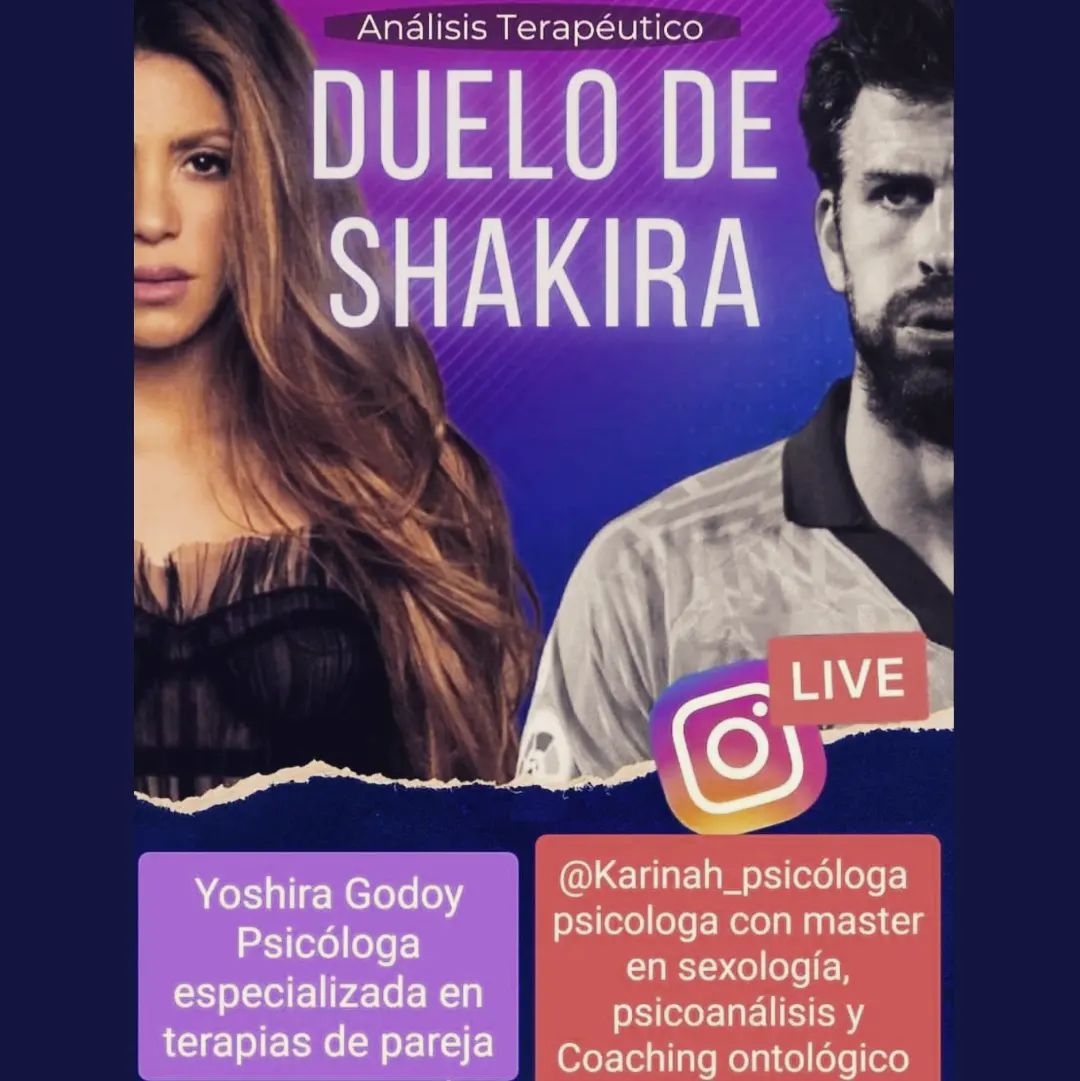 Análisis Terapéutico
DUELO DE
SHAKIRA
LIVE
Yoshira Godoy
Psicóloga
especializada en
terapias de pareja
@Karinah_psicóloga
psicologa con master
en sexología,
psicoanálisis y
Coaching ontológico